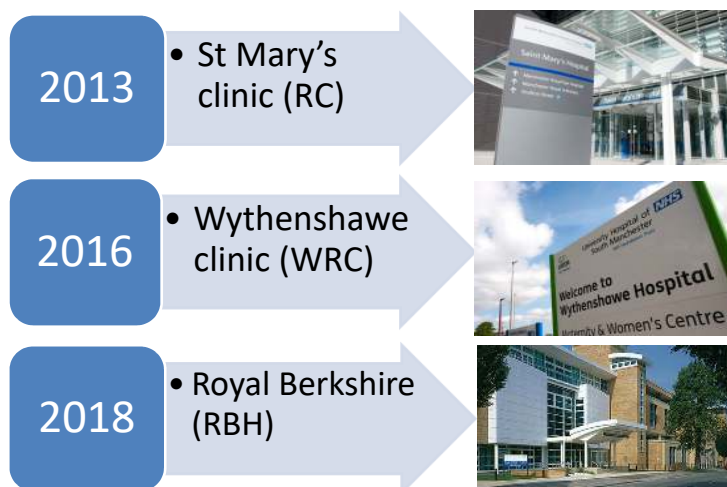 2013
• St Mary's
clinic (RC)
Saint Mary's Hospital
2016
• Wythenshawe
clinic (WRC)
University Hospital of NHS
South Manchester
Welcome to
Wythenshawe Hospital
Maternity & Women's Centre
2018
• Royal Berkshire
(RBH)